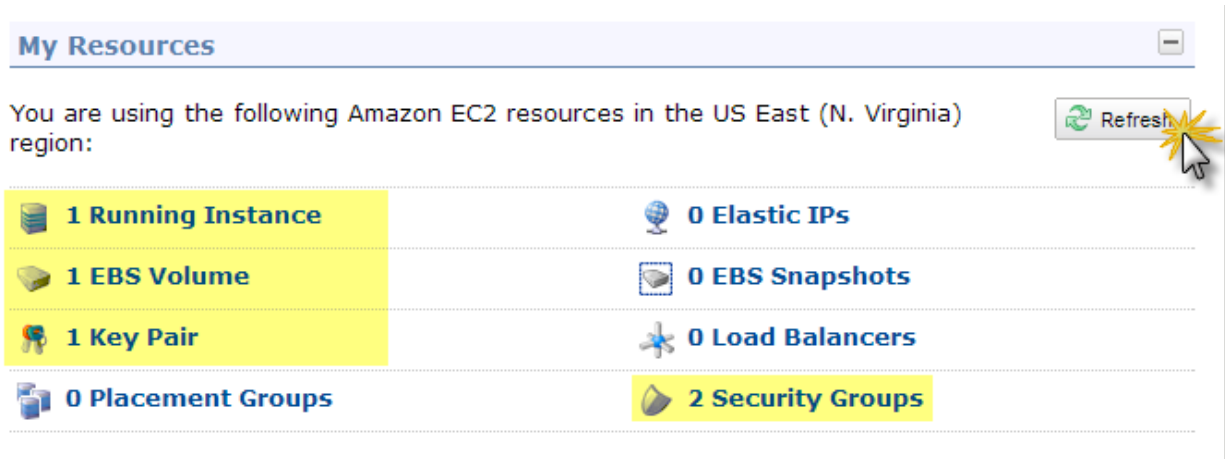 My Resources
You are using the following Amazon EC2 resources in the US East (N. Virginia)
region:
Refresh
1 Running Instance
0 Elastic IPs
1 EBS Volume
0 EBS Snapshots
1 Key Pair
0 Load Balancers
0 Placement Groups
2 Security Groups